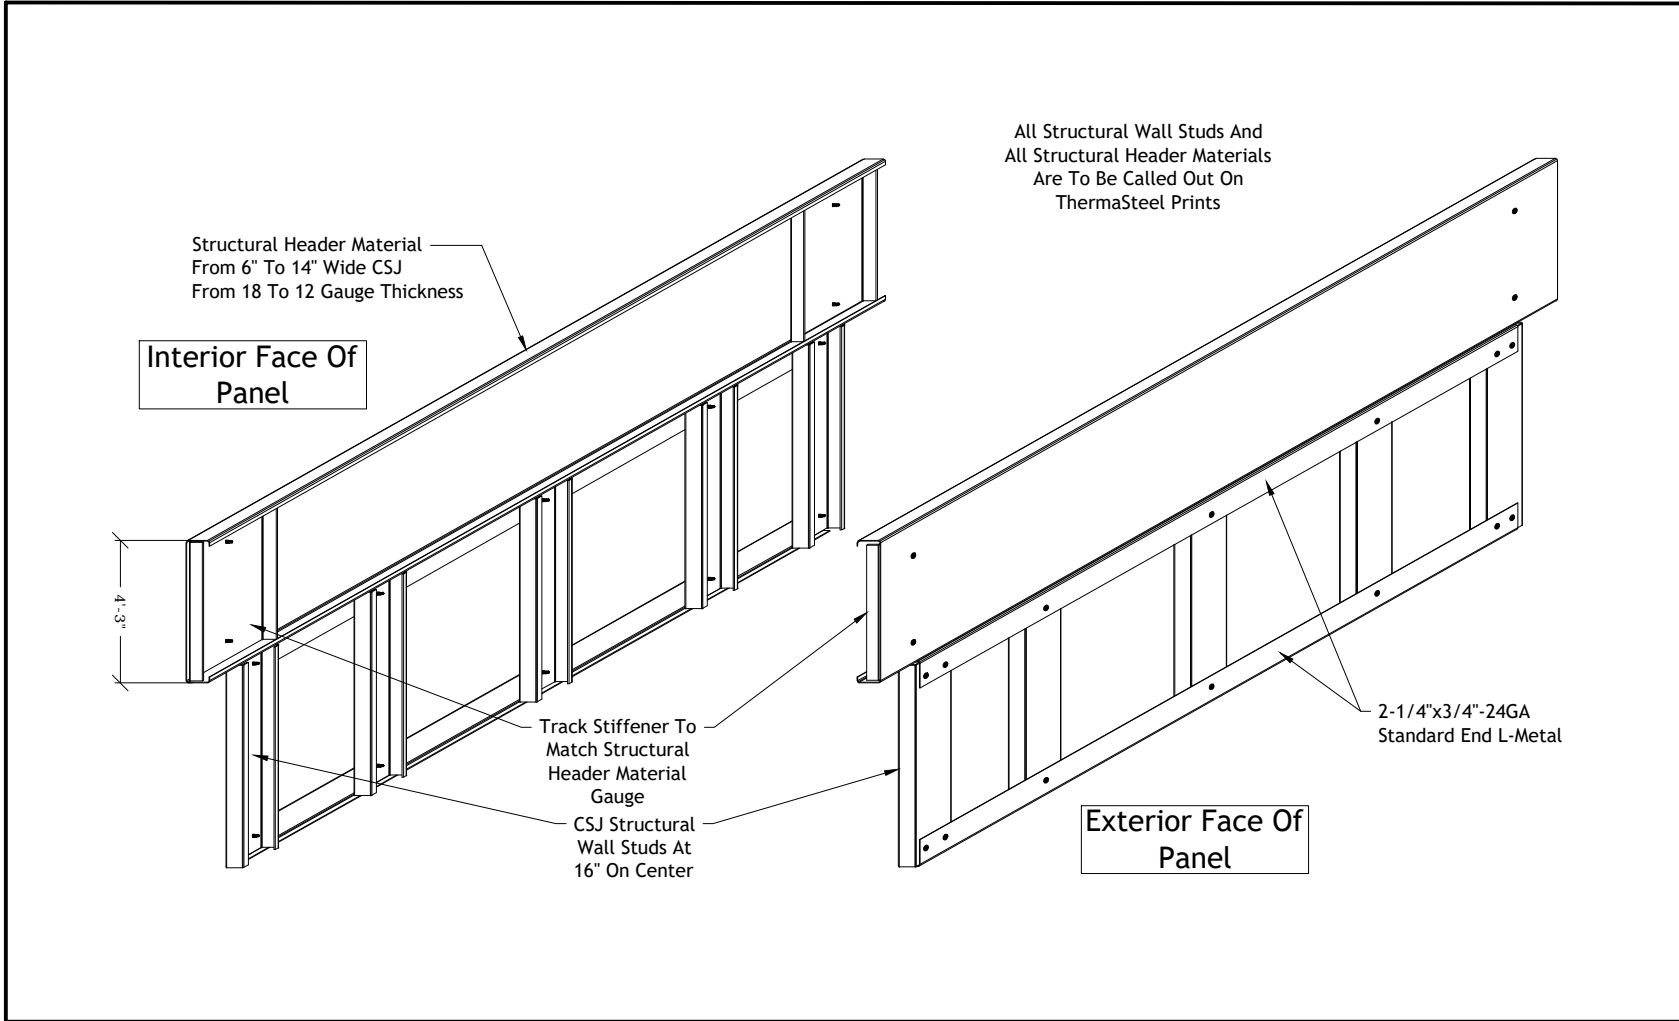 All Structural Wall Studs And
All Structural Header Materials
Are To Be Called Out On
ThermaSteel Prints
Structural Header Material
From 6" To 14" Wide CSJ
From 18 To 12 Gauge Thickness
Interior Face Of
Panel
4'-3"
Track Stiffener To
Match Structural
Header Material
Gauge
CSJ Structural
Wall Studs At
16" On Center
2-1/4"x3/4"-24GA
Standard End L-Metal
Exterior Face Of
Panel